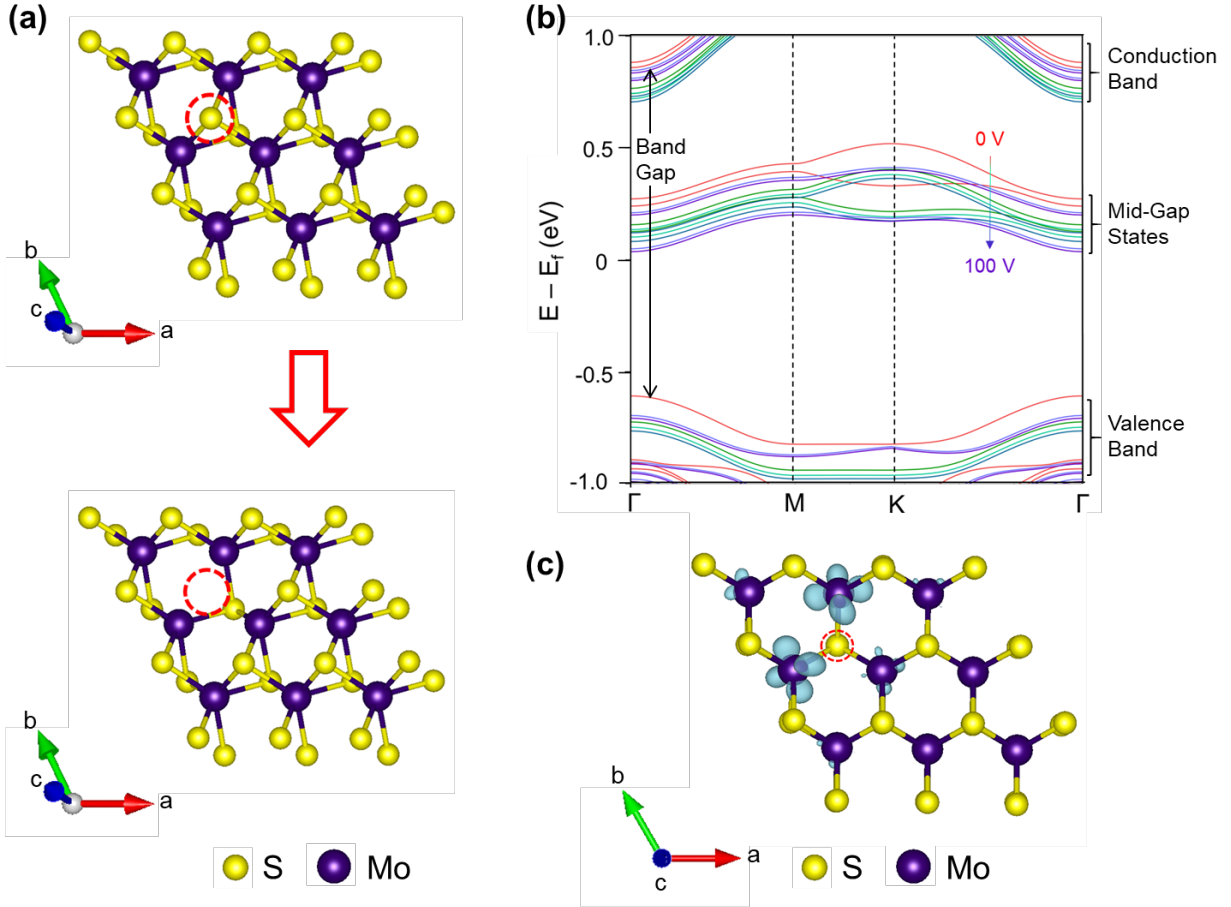 (a)
b
c
a
b
c
a
S
Mo
(b)
E − E_f (eV)
1.0
0.5
0
-0.5
-1.0
Γ
M
K
Γ
Band
Gap
0 V
100 V
Conduction
Band
Mid-Gap
States
Valence
Band
(c)
b
c
a
S
Mo